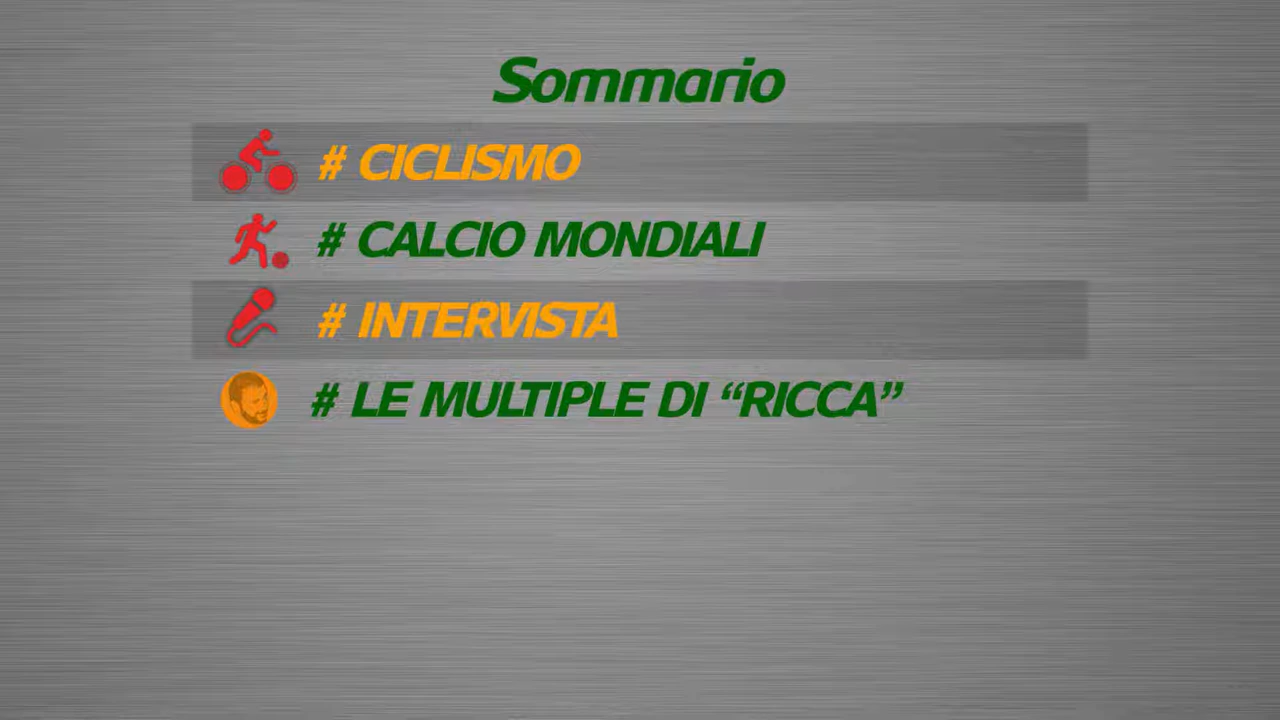 Sommario
# CICLISMO
# CALCIO MONDIALI
# INTERVISTA
# LE MULTIPLE DI “RICCA”